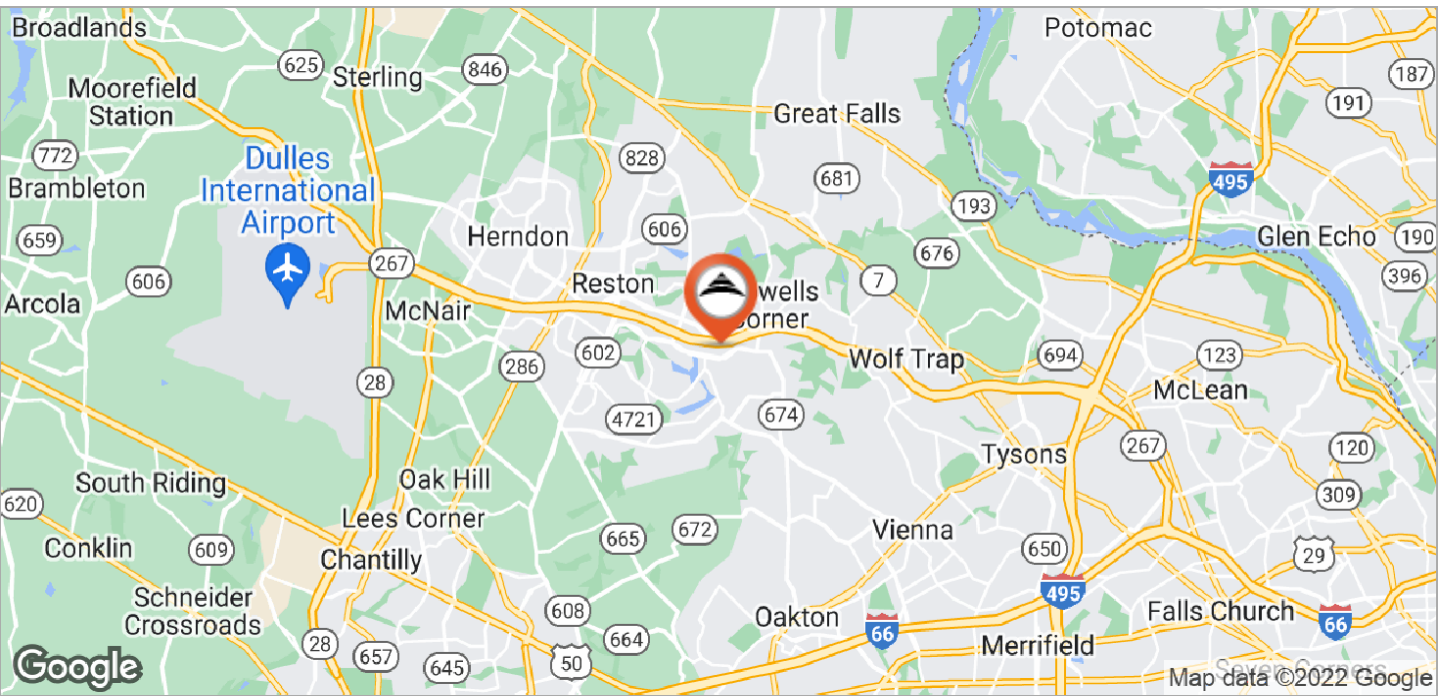 Broadlands
Potomac
625
Sterling
846
187
Moorefield
Station
191
Great Falls
772
Dulles
International
Airport
828
681
495
Brambleton
193
659
606
Herndon
676
Glen Echo
190
606
267
Reston
7
396
Arcola
McNair
wells
orner
602
286
Wolf Trap
694
123
28
McLean
4721
674
267
120
Tysons
South Riding
Oak Hill
620
309
Lees Corner
665
672
Vienna
Conklin
609
Chantilly
650
29
Schneider
Crossroads
608
495
Falls Church
Oakton
66
66
28
664
Merrifield
657
645
50
Google
Seven Corners
Map data ©2022 Google